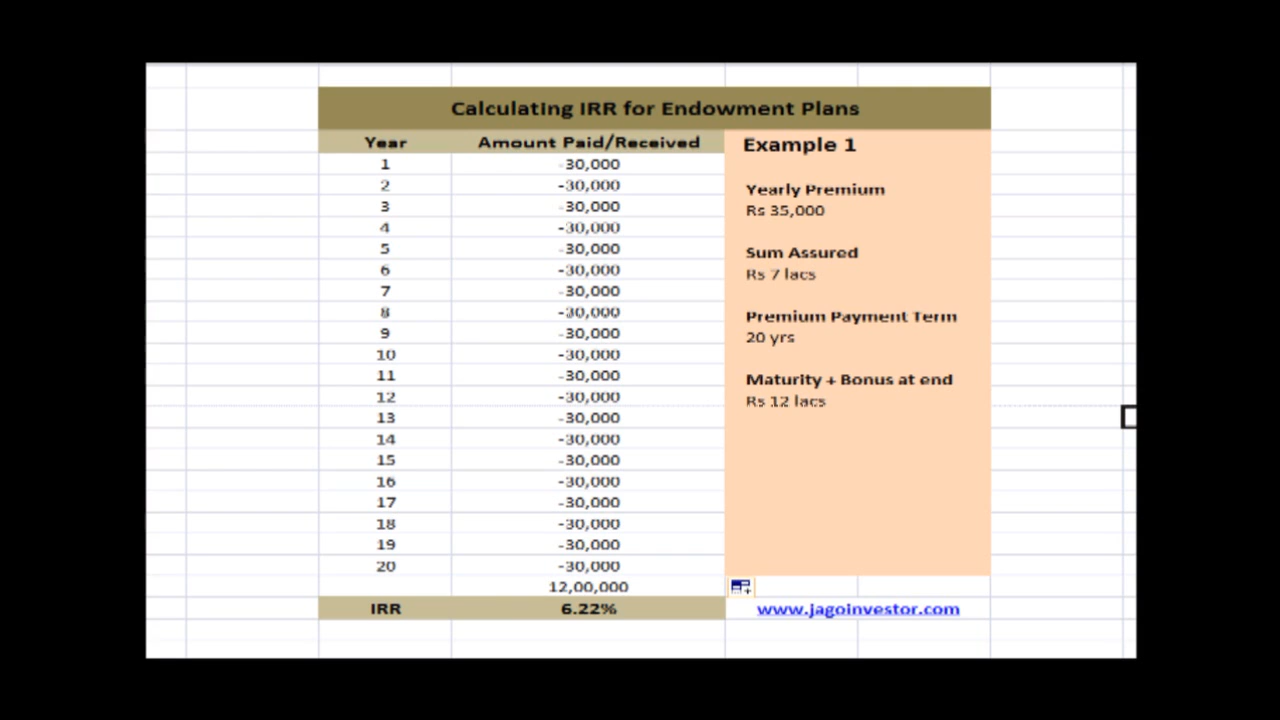 Calculating IRR for Endowment Plans
Year Amount Paid/Received
Example 1
1 -30,000
2 -30,000
Yearly Premium
3 -30,000
Rs 35,000
4 -30,000
5 -30,000
Sum Assured
6 -30,000
Rs 7 lacs
7 -30,000
8 -30,000
Premium Payment Term
9 -30,000
20 yrs
10 -30,000
11 -30,000
Maturity + Bonus at end
12 -30,000
Rs 12 lacs
13 -30,000
14 -30,000
15 -30,000
16 -30,000
17 -30,000
18 -30,000
19 -30,000
20 -30,000
12,00,000
IRR 6.22%
www.jagoinvestor.com